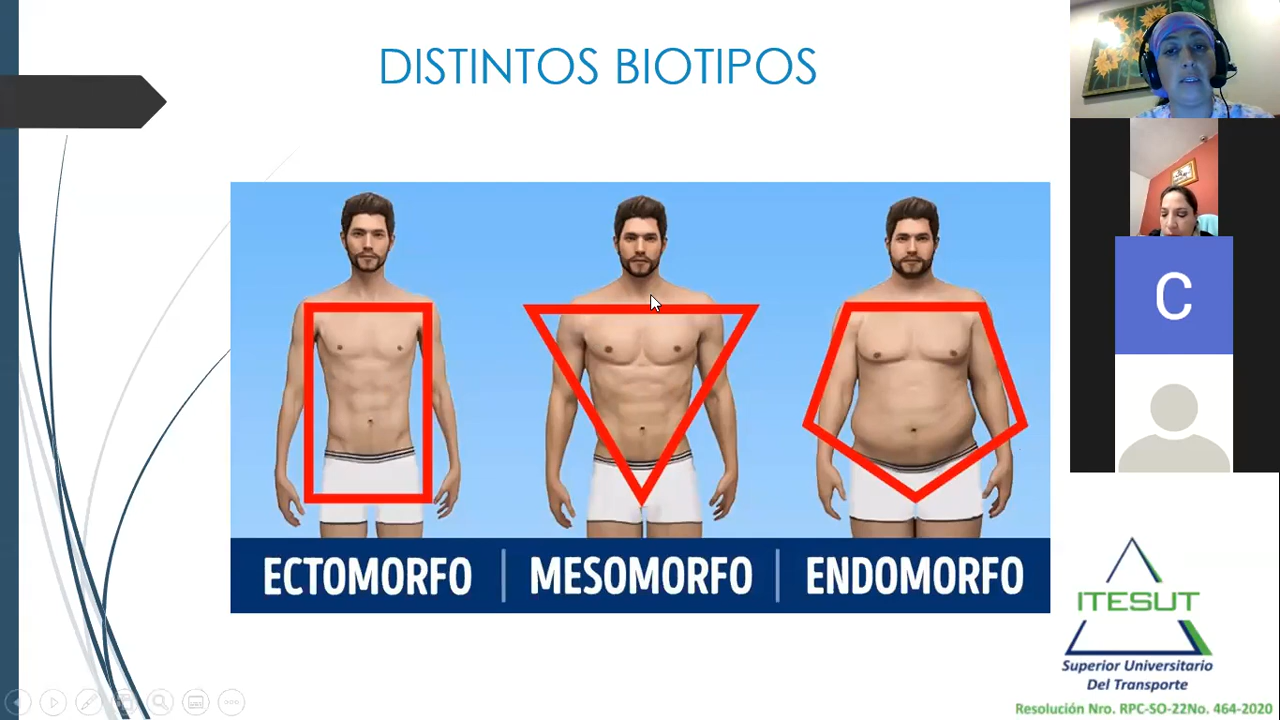 DISTINTOS BIOTIPOS
C
ECTOMORFO
MESOMORFO
ENDOMORFO
ITESUT
Superior Universitario
Del Transporte
Resolución Nro. RPC-SO-22No. 464-2020